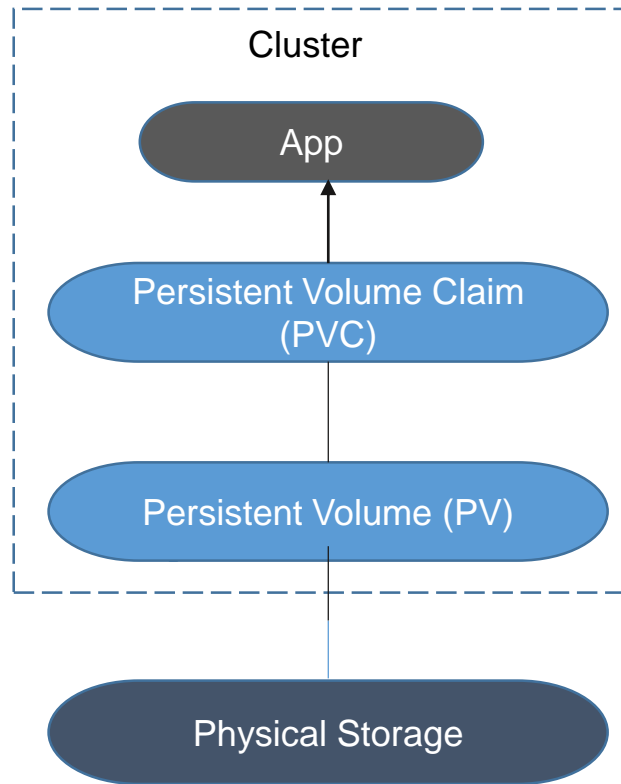 Cluster
App
Persistent Volume Claim
(PVC)
Persistent Volume (PV)
Physical Storage